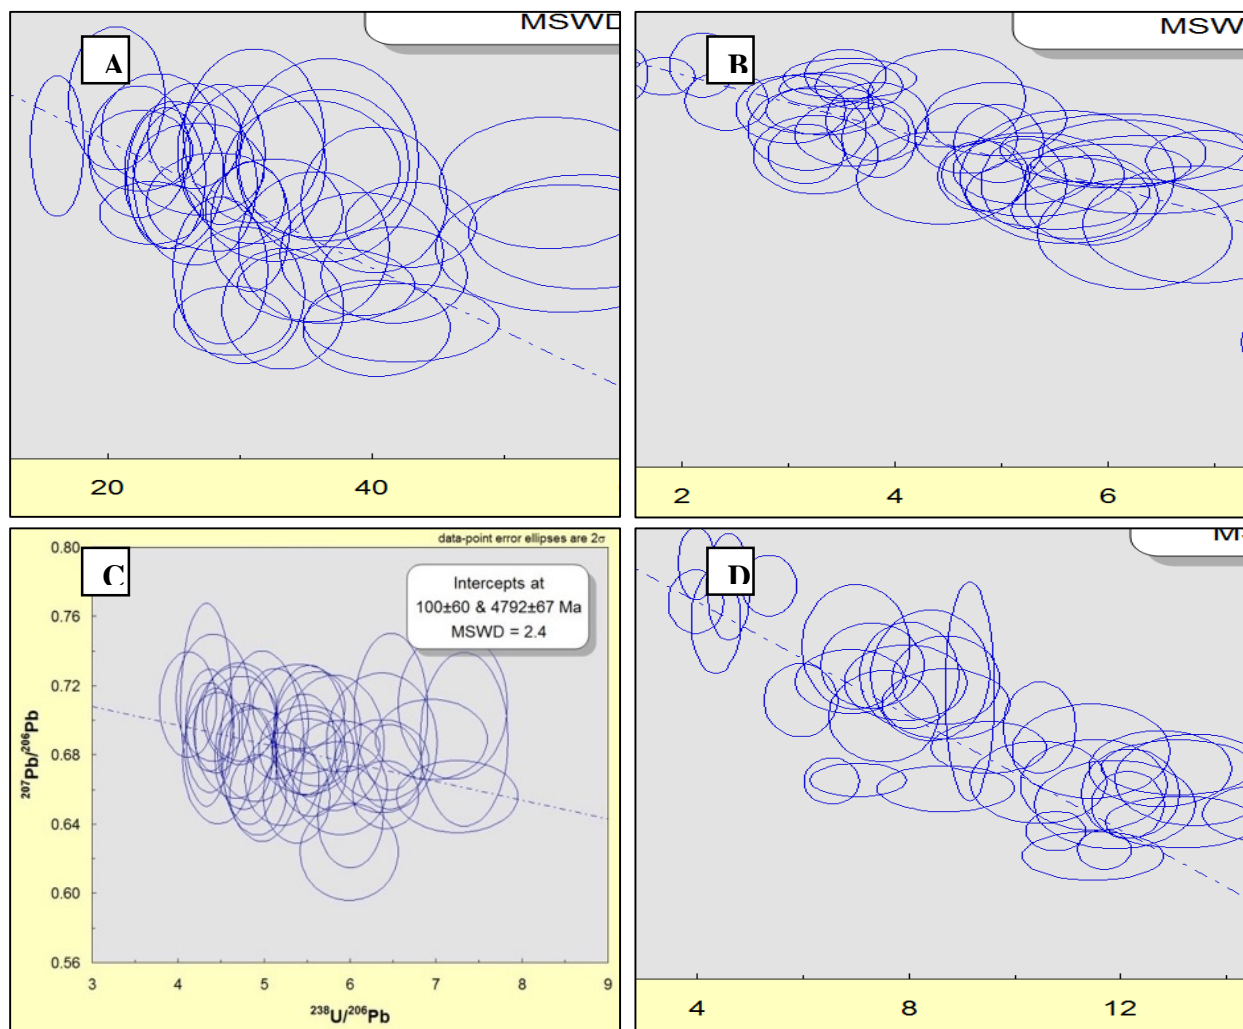 A
MSWD
20
40
B
MSW
2
4
6
C
data-point error ellipses are 2σ
Intercepts at
100±60 & 4792±67 Ma
MSWD = 2.4
0.80
0.76
0.72
0.68
0.64
0.60
0.56
²⁰⁷Pb/²⁰⁶Pb
3 4 5 6 7 8 9
²³⁸U/²⁰⁶Pb
D
4
8
12